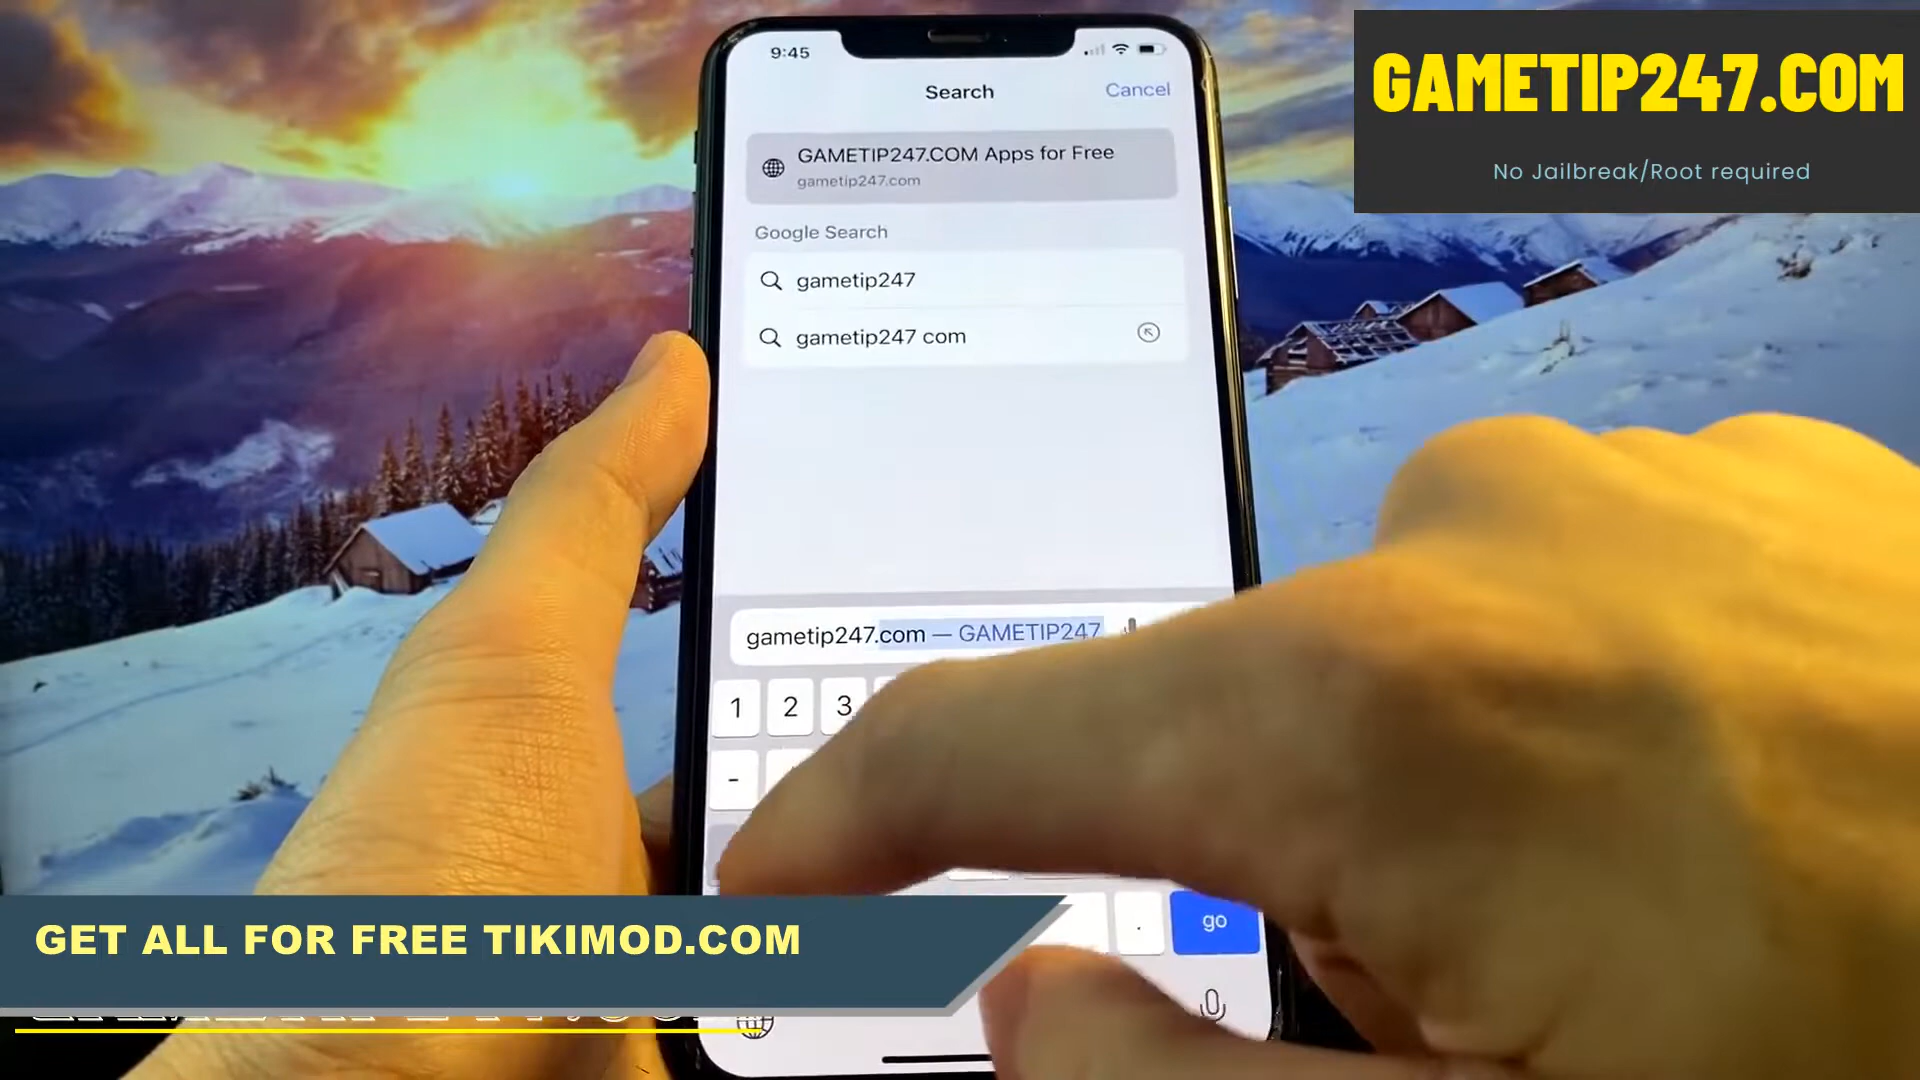 9:45
Search
Cancel
GAMETIP247.COM Apps for Free
gametip247.com
Google Search
gametip247
gametip247 com
gametip247.com — GAMETIP247
1 2 3
-
.
go
GAMETIP247.COM
No Jailbreak/Root required
GET ALL FOR FREE TIKIMOD.COM